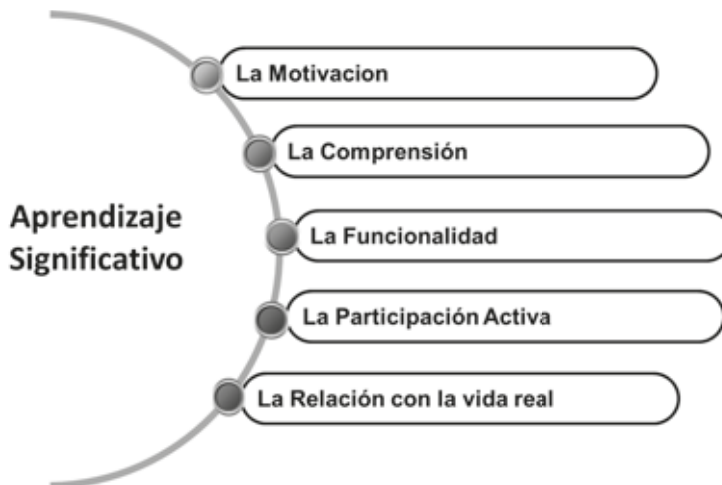 La Motivacion
La Comprensión
Aprendizaje
Significativo
La Funcionalidad
La Participación Activa
La Relación con la vida real